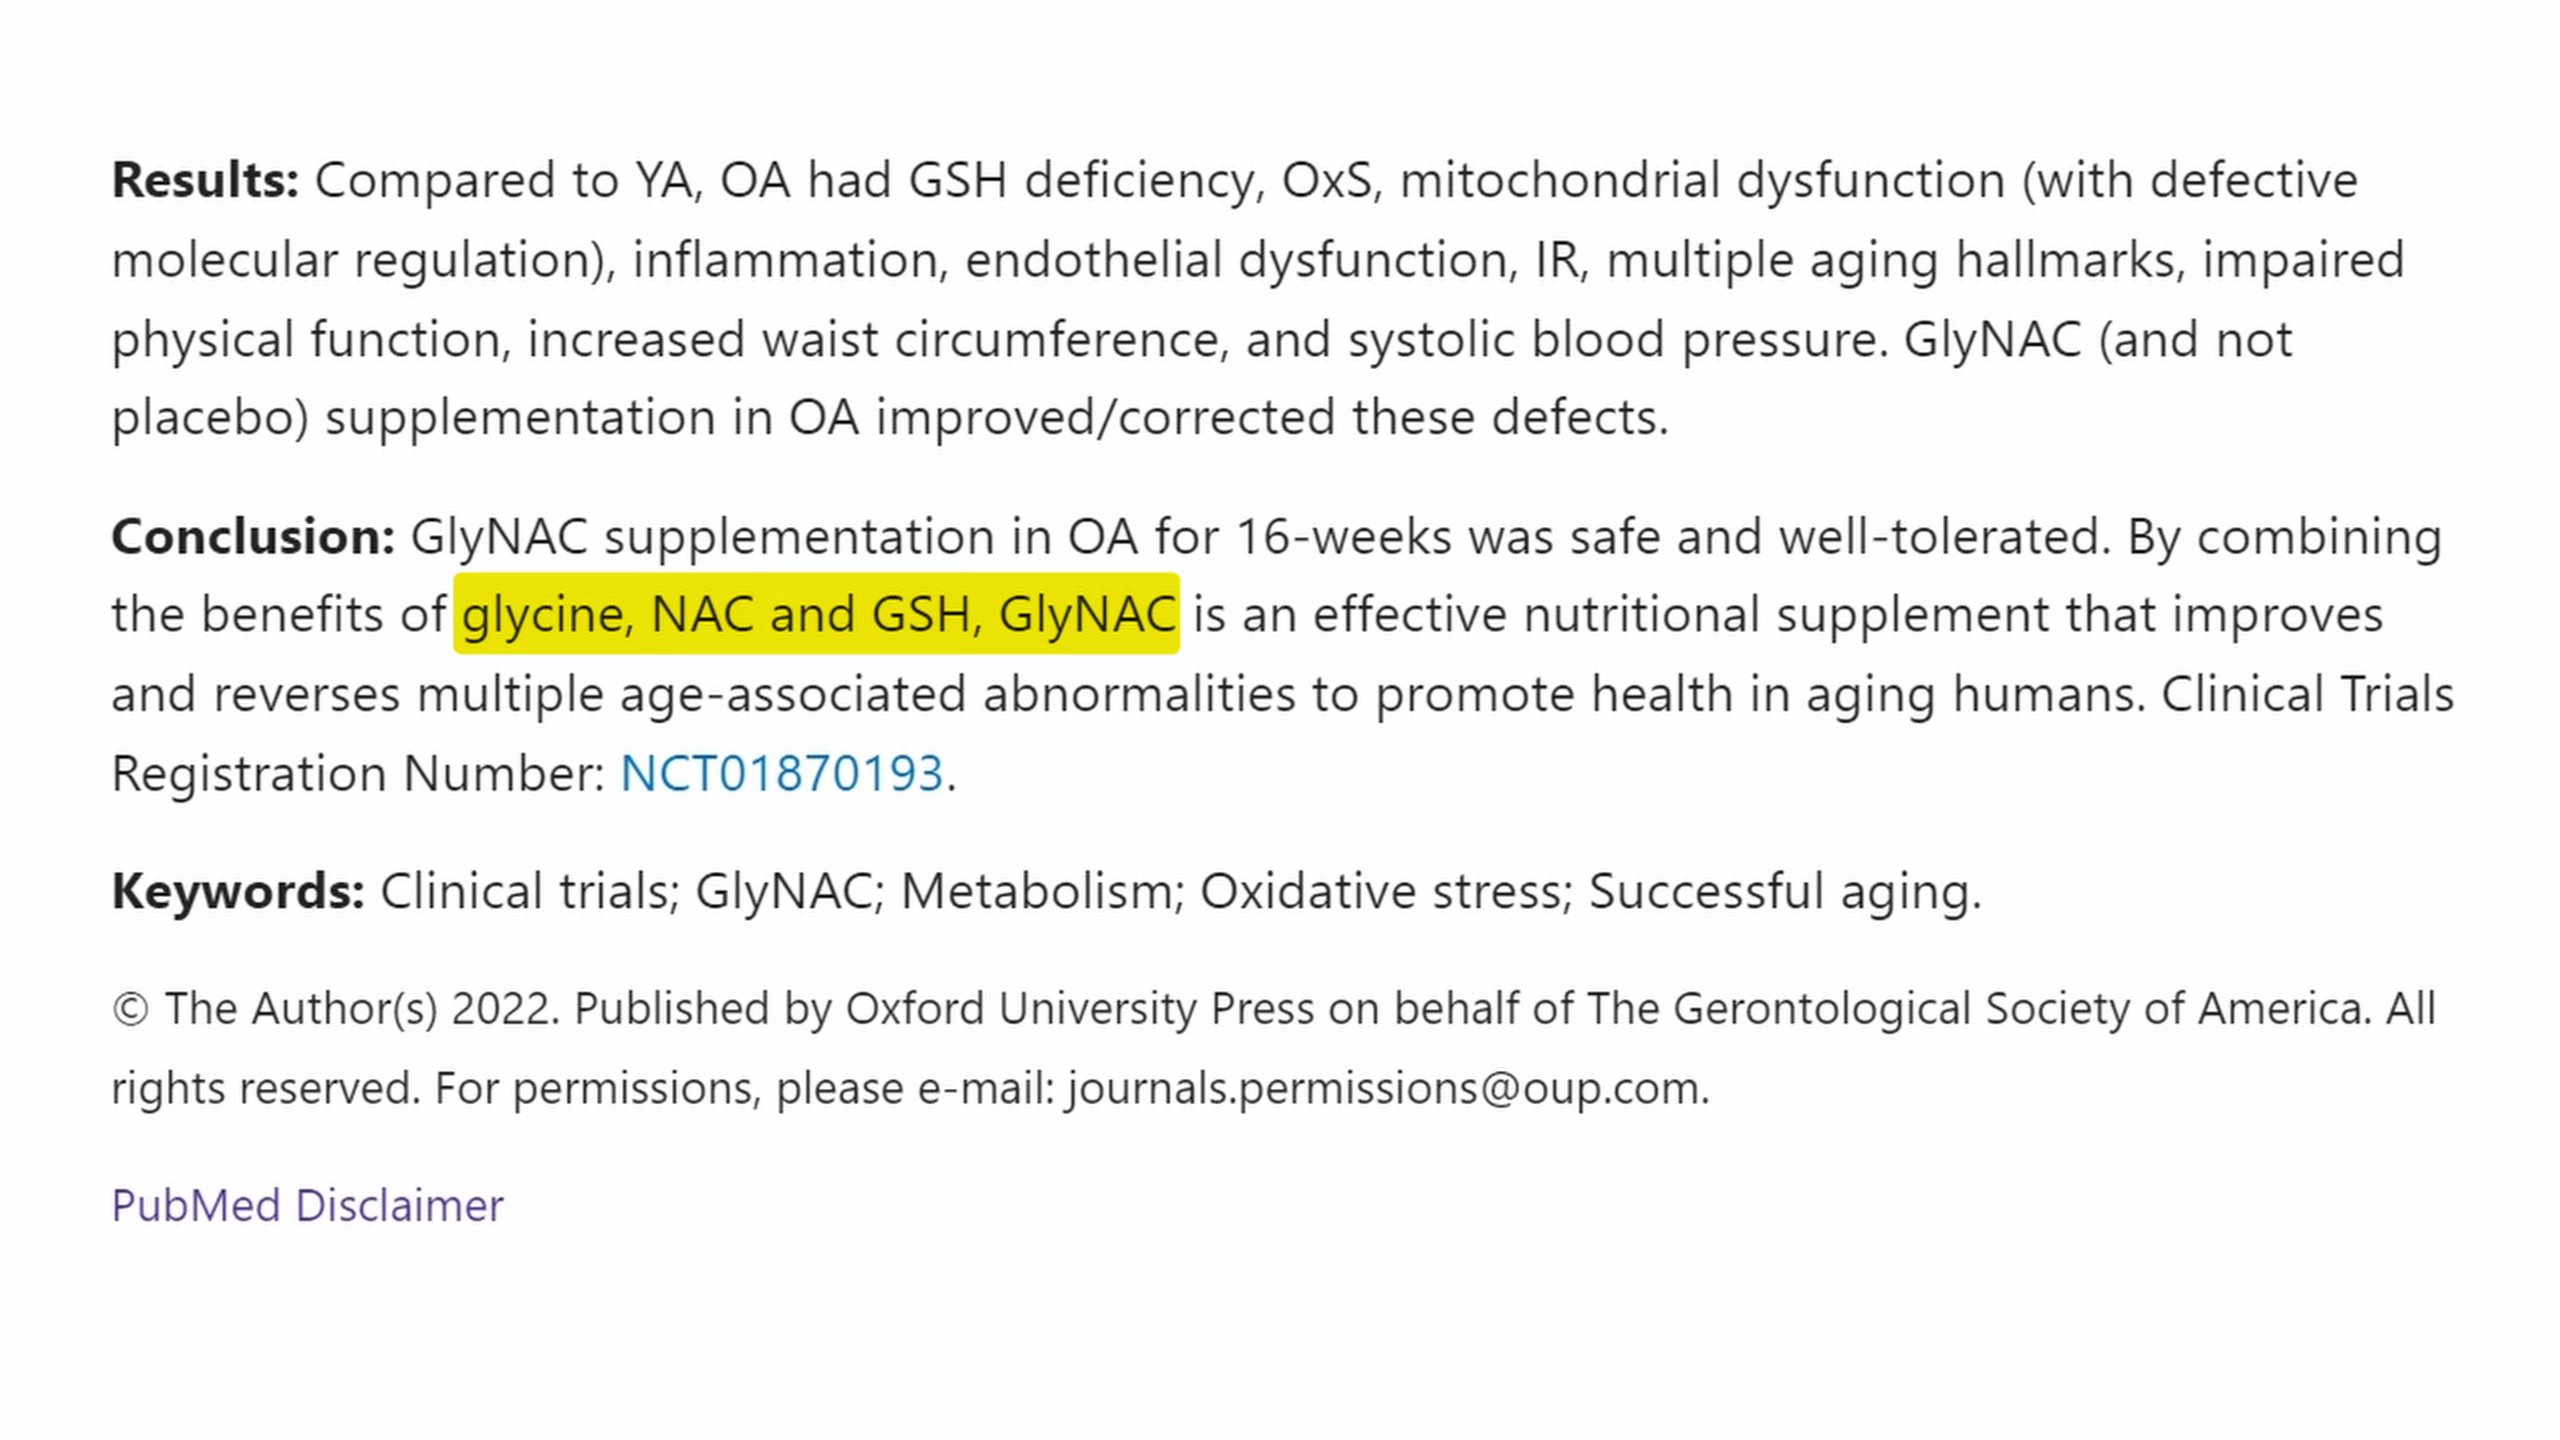 Results: Compared to YA, OA had GSH deficiency, OxS, mitochondrial dysfunction (with defective
molecular regulation), inflammation, endothelial dysfunction, IR, multiple aging hallmarks, impaired
physical function, increased waist circumference, and systolic blood pressure. GlyNAC (and not
placebo) supplementation in OA improved/corrected these defects.
Conclusion: GlyNAC supplementation in OA for 16-weeks was safe and well-tolerated. By combining
the benefits of glycine, NAC and GSH, GlyNAC is an effective nutritional supplement that improves
and reverses multiple age-associated abnormalities to promote health in aging humans. Clinical Trials
Registration Number: NCT01870193.
Keywords: Clinical trials; GlyNAC; Metabolism; Oxidative stress; Successful aging.
© The Author(s) 2022. Published by Oxford University Press on behalf of The Gerontological Society of America. All
rights reserved. For permissions, please e-mail: journals.permissions@oup.com.
PubMed Disclaimer